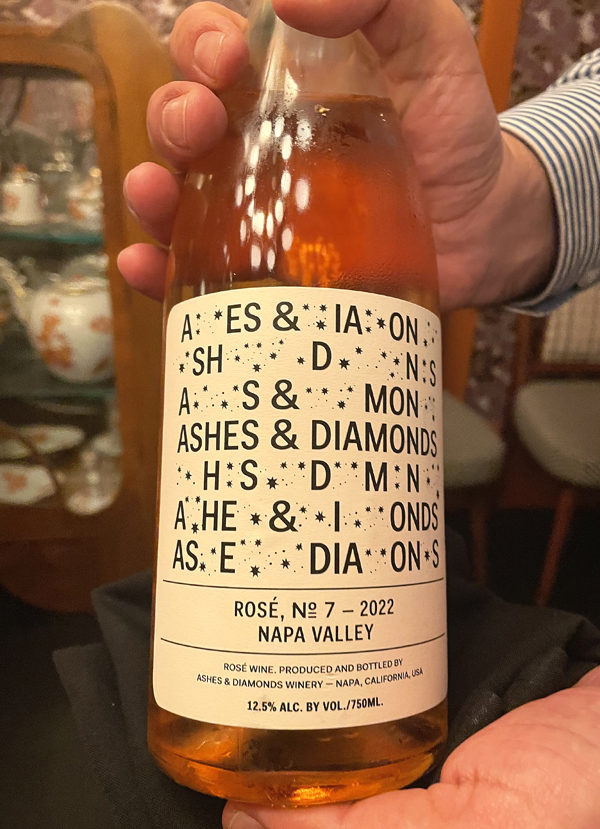 A ES & IA ON
SH D N S
A S & MON
ASHES & DIAMONDS
H S D M N
A HE & I ONDS
AS E DIA ON S
ROSÉ, Nº 7 – 2022
NAPA VALLEY
ROSÉ WINE. PRODUCED AND BOTTLED BY
ASHES & DIAMONDS WINERY – NAPA, CALIFORNIA, USA
12.5% ALC. BY VOL./750ML.